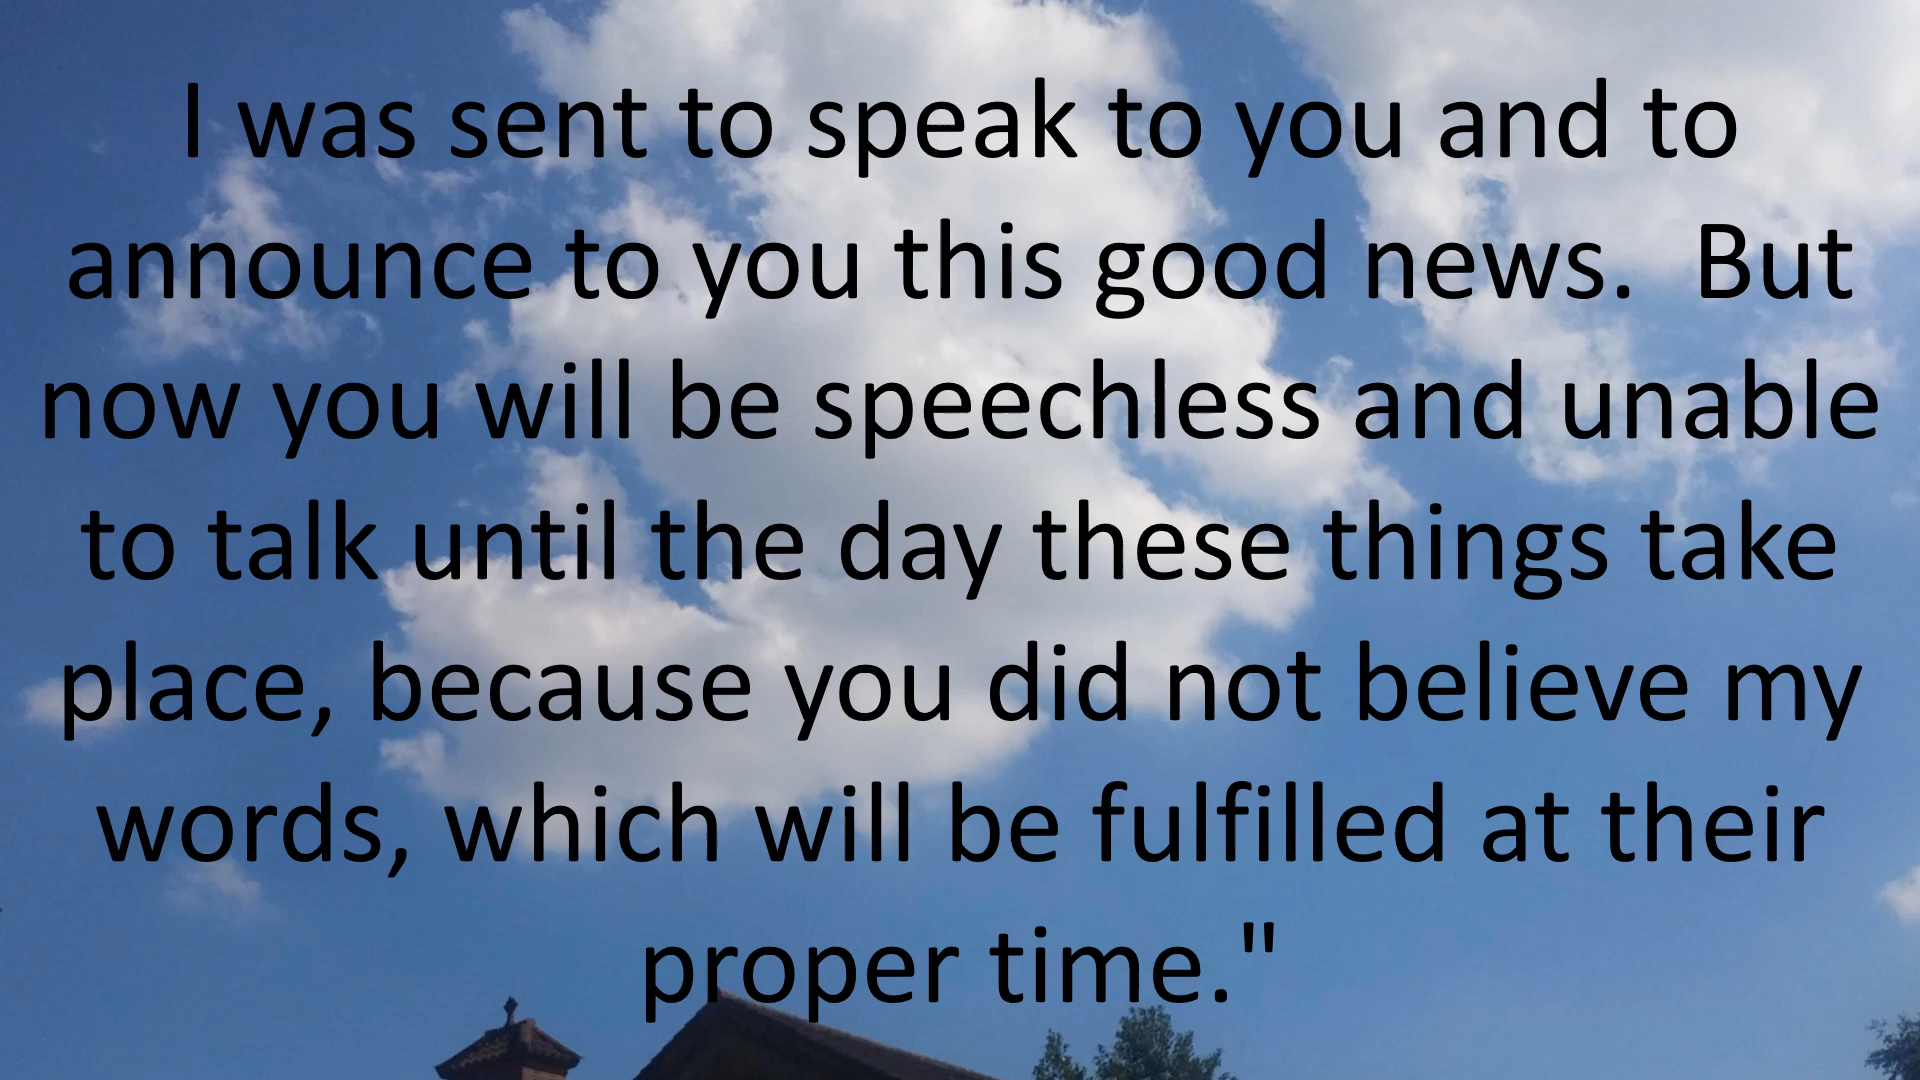 I was sent to speak to you and to
announce to you this good news.  But
now you will be speechless and unable
to talk until the day these things take
place, because you did not believe my
words, which will be fulfilled at their
proper time."